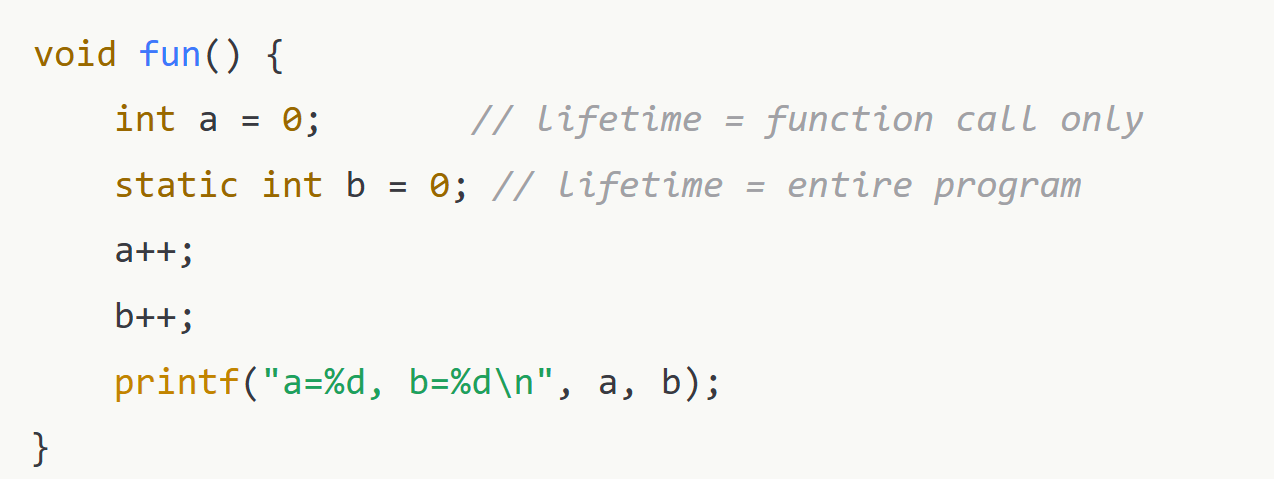 void fun() {
    int a = 0;       // lifetime = function call only
    static int b = 0; // lifetime = entire program
    a++;
    b++;
    printf("a=%d, b=%d\n", a, b);
}